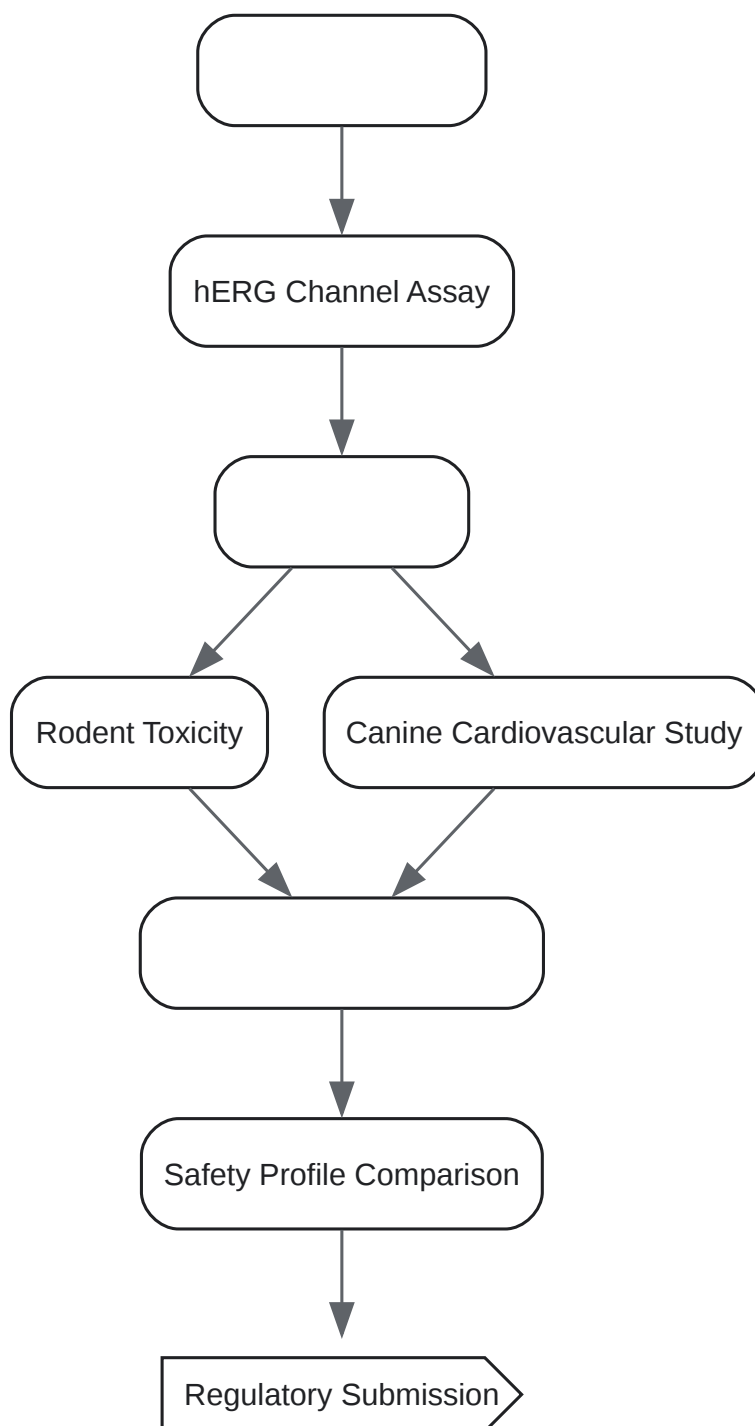 hERG Channel Assay
Rodent Toxicity
Canine Cardiovascular Study
Safety Profile Comparison
Regulatory Submission